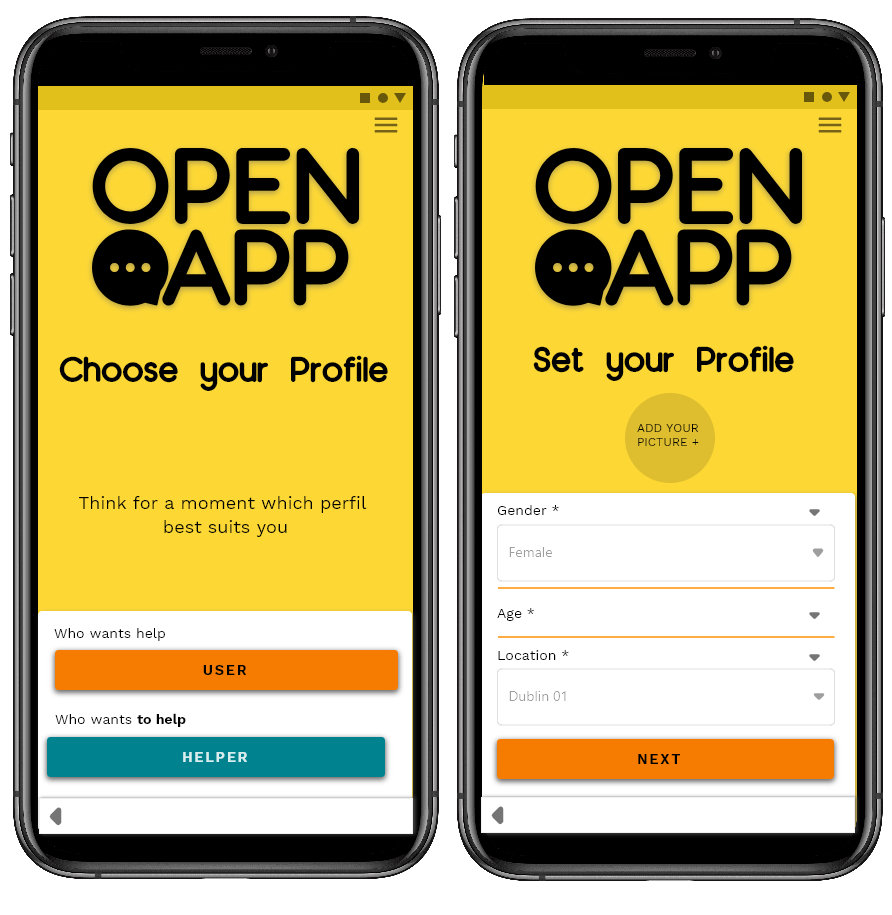 OPEN
APP
Choose your Profile
Think for a moment which perfil
best suits you
Who wants help
USER
Who wants to help
HELPER
OPEN
APP
Set your Profile
ADD YOUR
PICTURE +
Gender *
Female
Age *
Location *
Dublin 01
NEXT